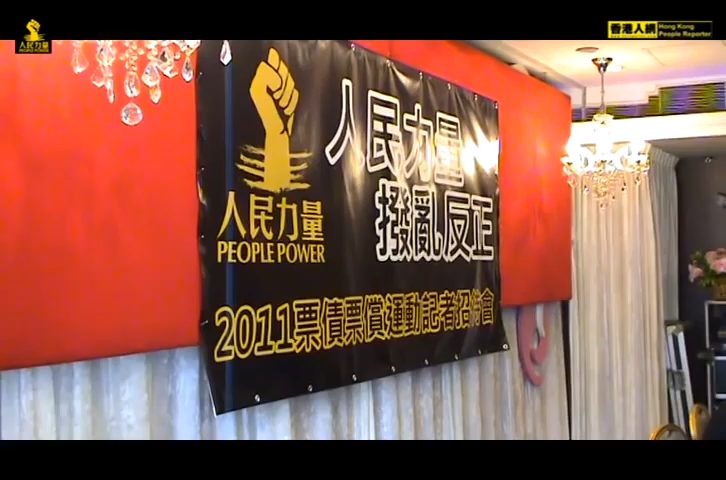 人民力量
PEOPLE POWER
香港人網
Hong Kong
People Reporter
人民力量
撥亂反正
人民力量
PEOPLE POWER
2011票債票償運動記者招待會